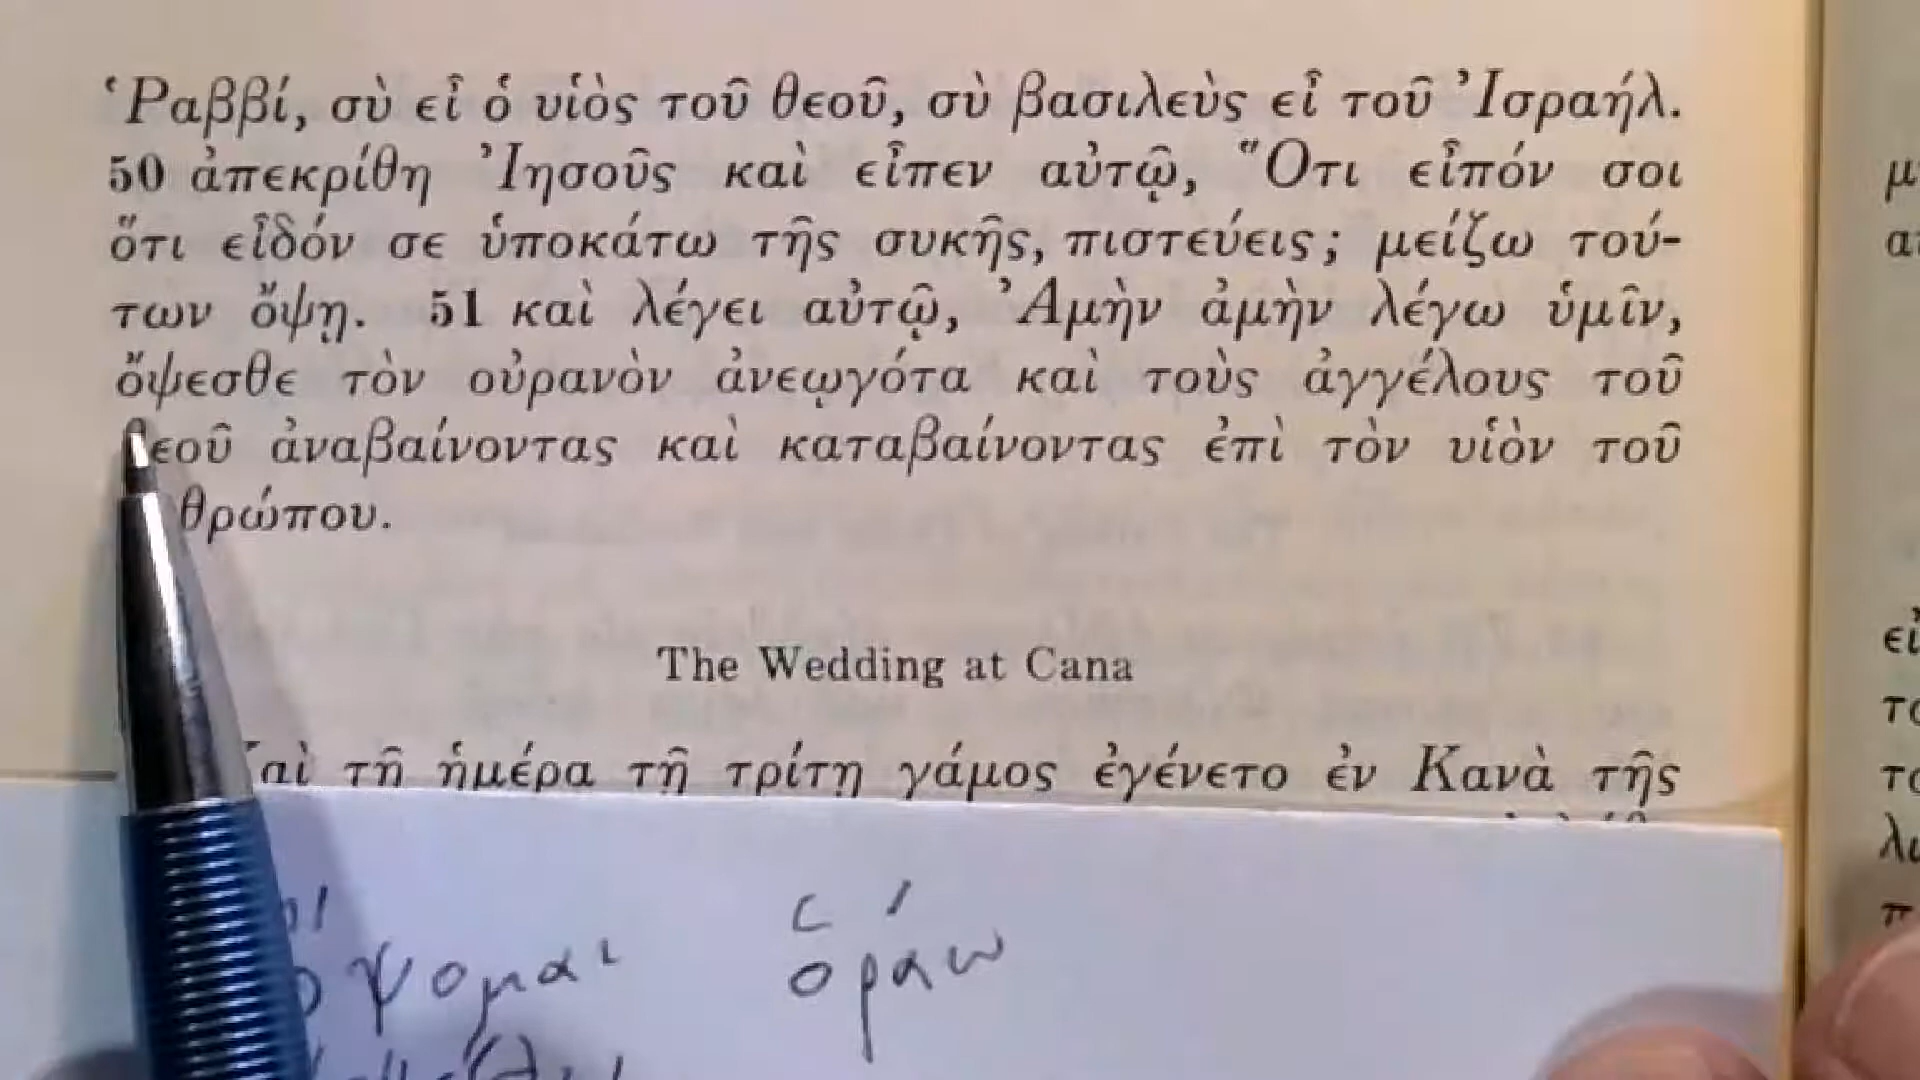 Ῥαββί, σὺ εἶ ὁ υἱὸς τοῦ θεοῦ, σὺ βασιλεὺς εἶ τοῦ Ἰσραήλ.
50 ἀπεκρίθη Ἰησοῦς καὶ εἶπεν αὐτῷ, Ὅτι εἶπόν σοι
ὅτι εἶδόν σε ὑποκάτω τῆς συκῆς, πιστεύεις; μείζω τού-
των ὄψῃ. 51 καὶ λέγει αὐτῷ, Ἀμὴν ἀμὴν λέγω ὑμῖν,
ὄψεσθε τὸν οὐρανὸν ἀνεῳγότα καὶ τοὺς ἀγγέλους τοῦ
θεοῦ ἀναβαίνοντας καὶ καταβαίνοντας ἐπὶ τὸν υἱὸν τοῦ
θρώπου.
The Wedding at Cana
αὶ τῇ ἡμέρᾳ τῇ τρίτῃ γάμος ἐγένετο ἐν Κανὰ τῆς
ὄψομαι ὁράω